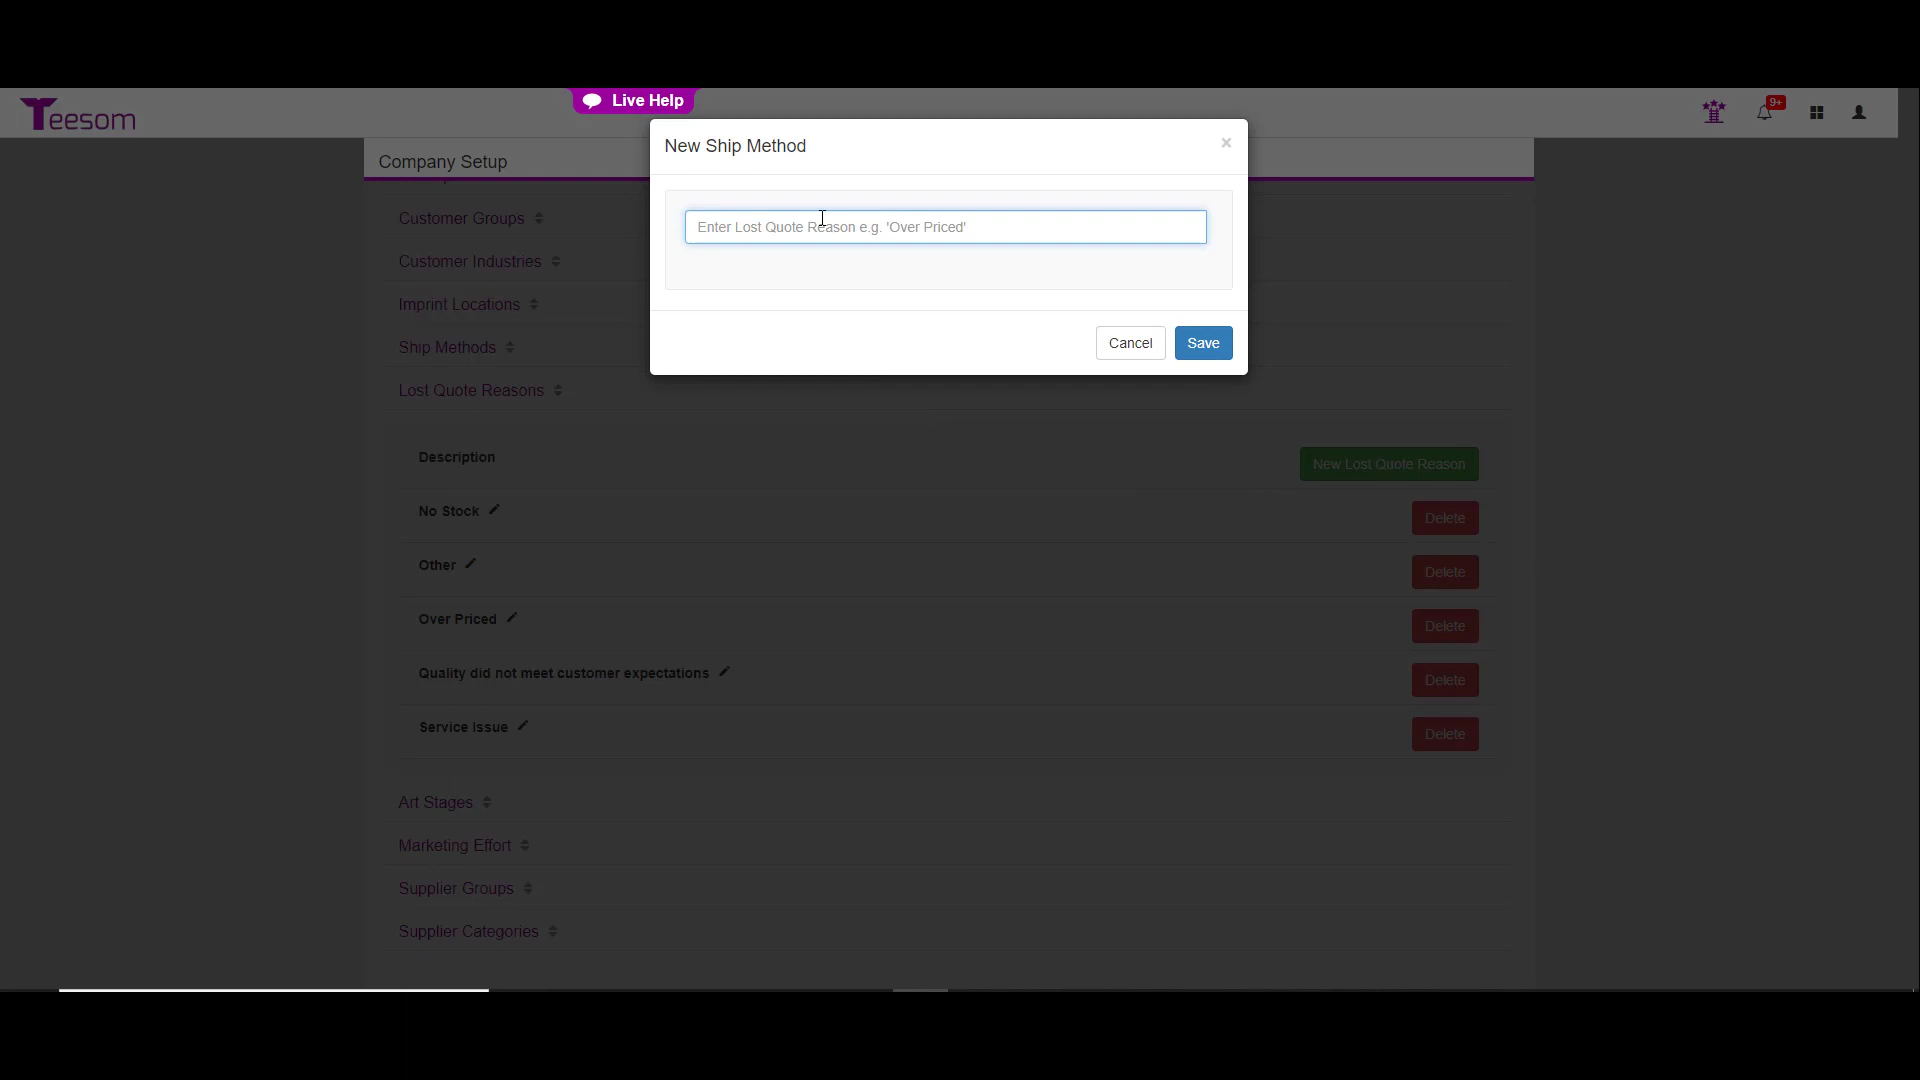 Teesom
Live Help
9+
Company Setup
New Ship Method
×
Enter Lost Quote Reason e.g. 'Over Priced'
Cancel
Save
Customer Groups
Customer Industries
Imprint Locations
Ship Methods
Lost Quote Reasons
Description
New Lost Quote Reason
No Stock
Delete
Other
Delete
Over Priced
Delete
Quality did not meet customer expectations
Delete
Service Issue
Delete
Art Stages
Marketing Effort
Supplier Groups
Supplier Categories